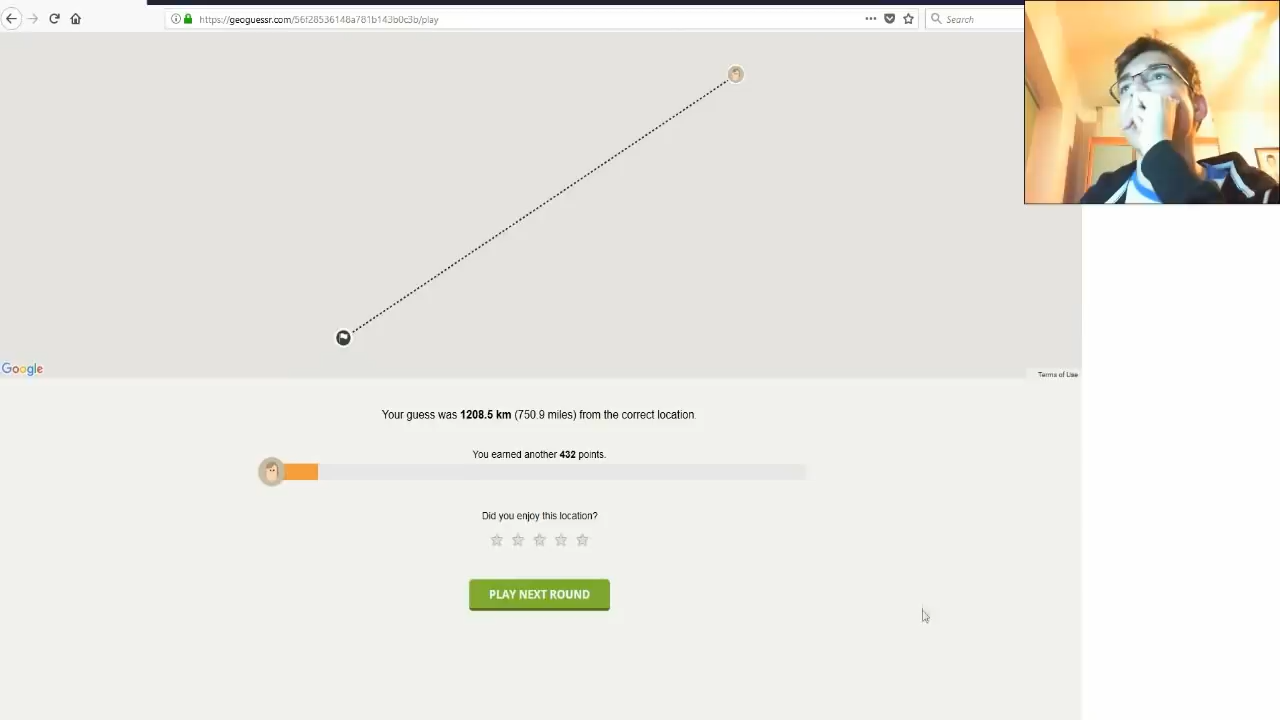 https://geoguessr.com/56f28536148a781b143b0c3b/play
Search
Google
Terms of Use
Your guess was 1208.5 km (750.9 miles) from the correct location.
You earned another 432 points.
Did you enjoy this location?
PLAY NEXT ROUND